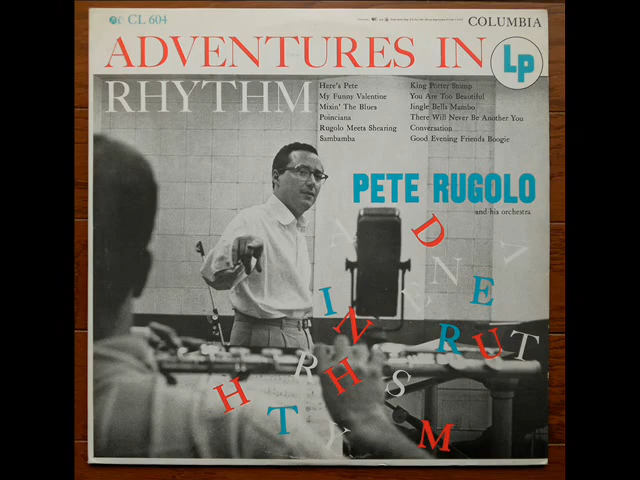 CL 604
COLUMBIA
ADVENTURES IN
Lp
RHYTHM
Here's Pete
My Funny Valentine
Mixin' The Blues
Poinciana
Rugolo Meets Shearing
Sambamba
King Porter Stomp
You Are Too Beautiful
Jingle Bells Mambo
There Will Never Be Another You
Conversation
Good Evening Friends Boogie
PETE RUGOLO
and his orchestra
D
A
N
V
E
N
E
I
N
R
U
T
R
H
S
H
T
Y
M